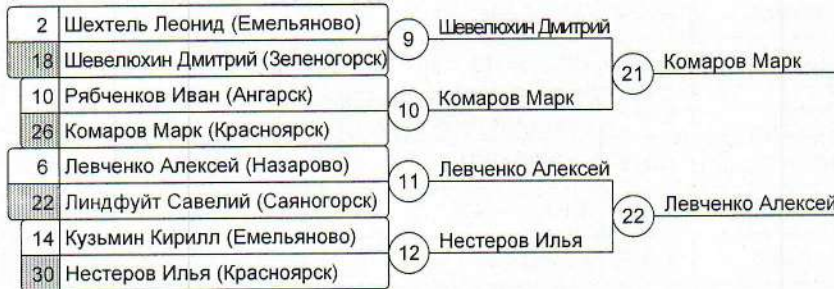 2 Шехтель Леонид (Емельяново)
18 Шевелюхин Дмитрий (Зеленогорск)
9 Шевелюхин Дмитрий
10 Рябченков Иван (Ангарск)
26 Комаров Марк (Красноярск)
10 Комаров Марк
21 Комаров Марк
6 Левченко Алексей (Назарово)
22 Линдфуйт Савелий (Саяногорск)
11 Левченко Алексей
14 Кузьмин Кирилл (Емельяново)
30 Нестеров Илья (Красноярск)
12 Нестеров Илья
22 Левченко Алексей